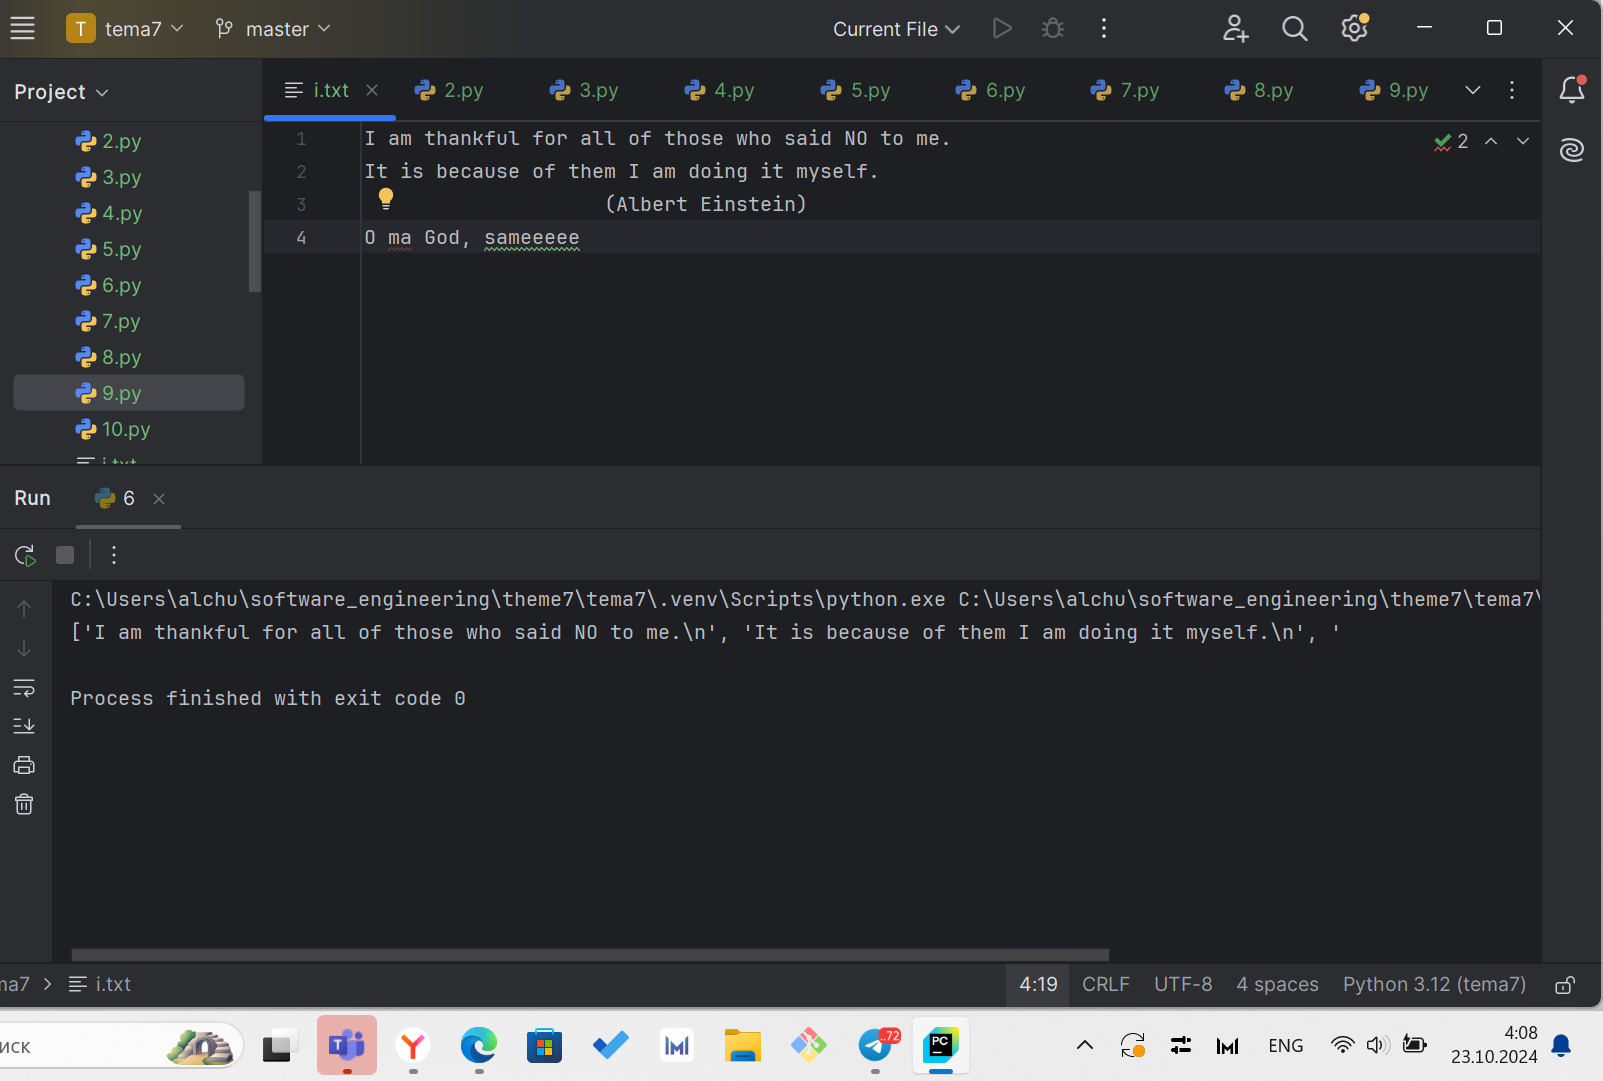 T tema7 master Current File
Project i.txt 2.py 3.py 4.py 5.py 6.py 7.py 8.py 9.py
2.py
3.py
4.py
5.py
6.py
7.py
8.py
9.py
10.py
i.txt
1 I am thankful for all of those who said NO to me.
2 It is because of them I am doing it myself.
3 (Albert Einstein)
4 O ma God, sameeeee
2
Run 6
C:\Users\alchu\software_engineering\theme7\tema7\.venv\Scripts\python.exe C:\Users\alchu\software_engineering\theme7\tema7\
['I am thankful for all of those who said NO to me.\n', 'It is because of them I am doing it myself.\n', '
Process finished with exit code 0
ma7 > i.txt 4:19 CRLF UTF-8 4 spaces Python 3.12 (tema7)
иск 72 PC ENG 4:08
23.10.2024